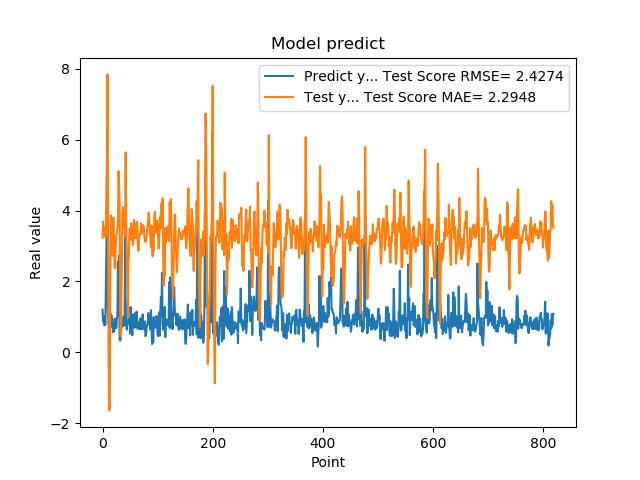 Model predict
Predict y... Test Score RMSE= 2.4274
Test y... Test Score MAE= 2.2948
Real value
8
6
4
2
0
−2
0 200 400 600 800
Point